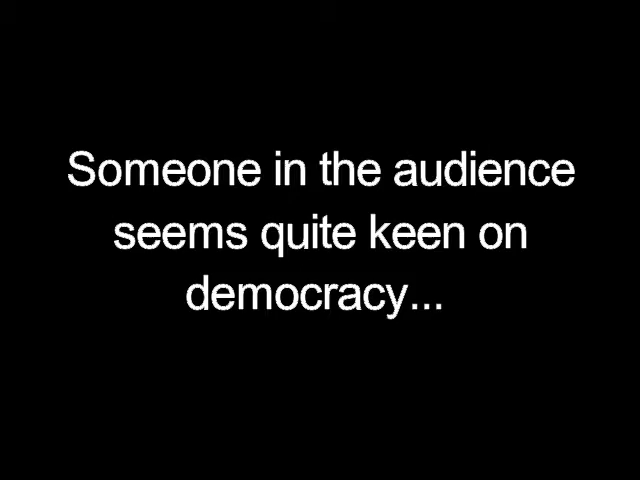 Someone in the audience
seems quite keen on
democracy...